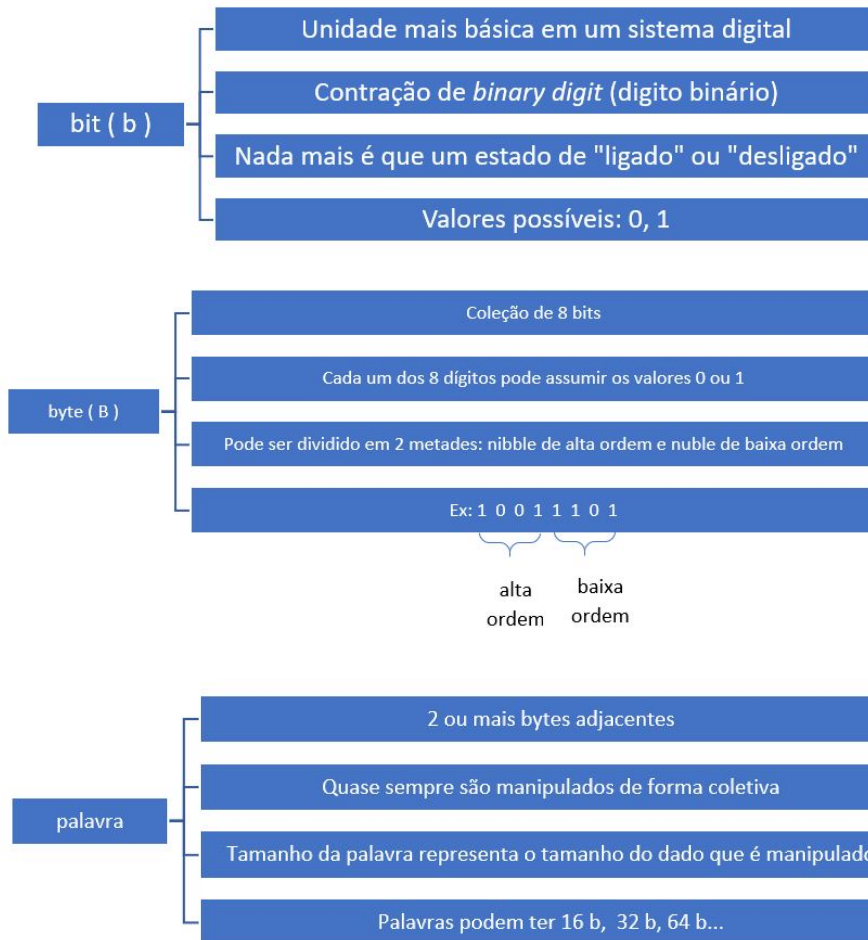 bit ( b )
Unidade mais básica em um sistema digital
Contração de binary digit (digito binário)
Nada mais é que um estado de "ligado" ou "desligado"
Valores possíveis: 0, 1
byte ( B )
Coleção de 8 bits
Cada um dos 8 dígitos pode assumir os valores 0 ou 1
Pode ser dividido em 2 metades: nibble de alta ordem e nuble de baixa ordem
Ex: 1 0 0 1 1 1 0 1
alta
ordem
baixa
ordem
palavra
2 ou mais bytes adjacentes
Quase sempre são manipulados de forma coletiva
Tamanho da palavra representa o tamanho do dado que é manipulado
Palavras podem ter 16 b, 32 b, 64 b...